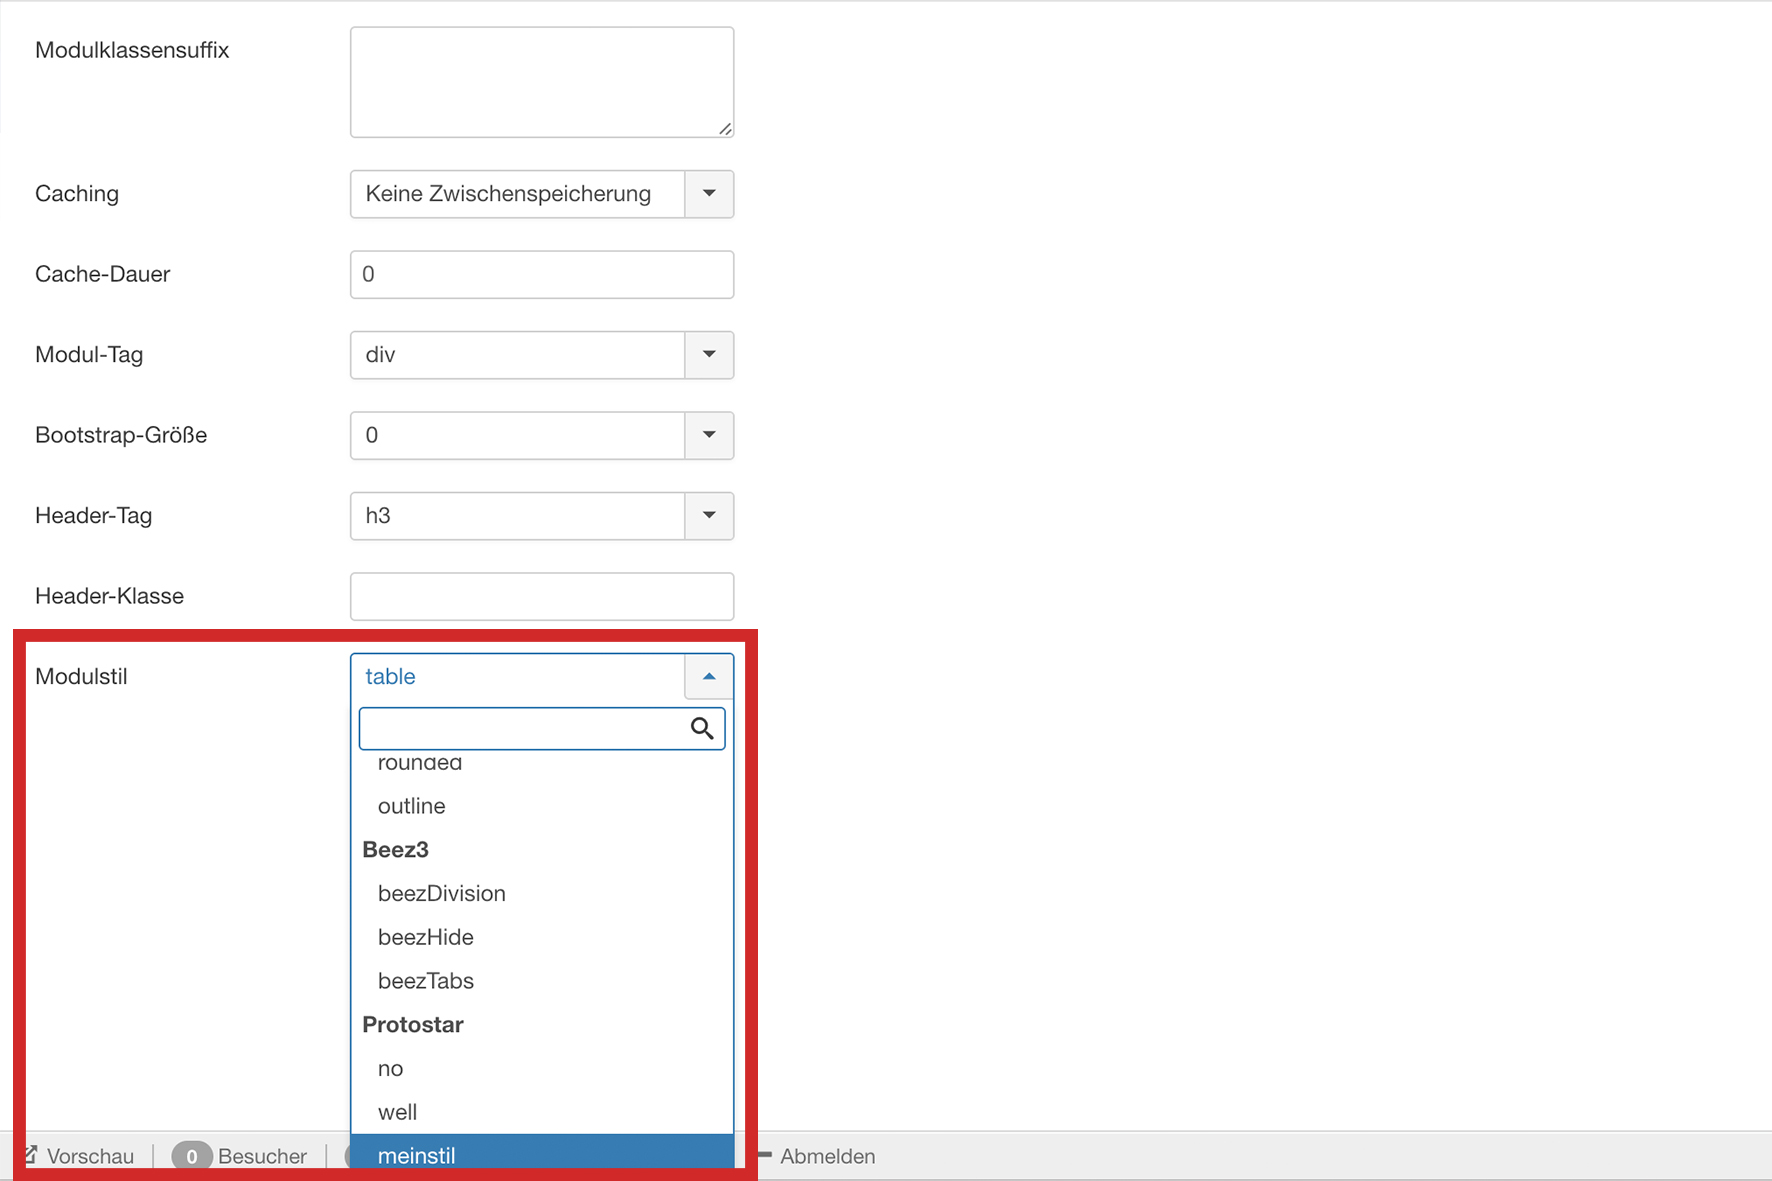 Modulklassensuffix
Caching
Keine Zwischenspeicherung
Cache-Dauer
0
Modul-Tag
div
Bootstrap-Größe
0
Header-Tag
h3
Header-Klasse
Modulstil
table
rounded
outline
Beez3
beezDivision
beezHide
beezTabs
Protostar
no
well
meinstil
Vorschau
0 Besucher
Abmelden